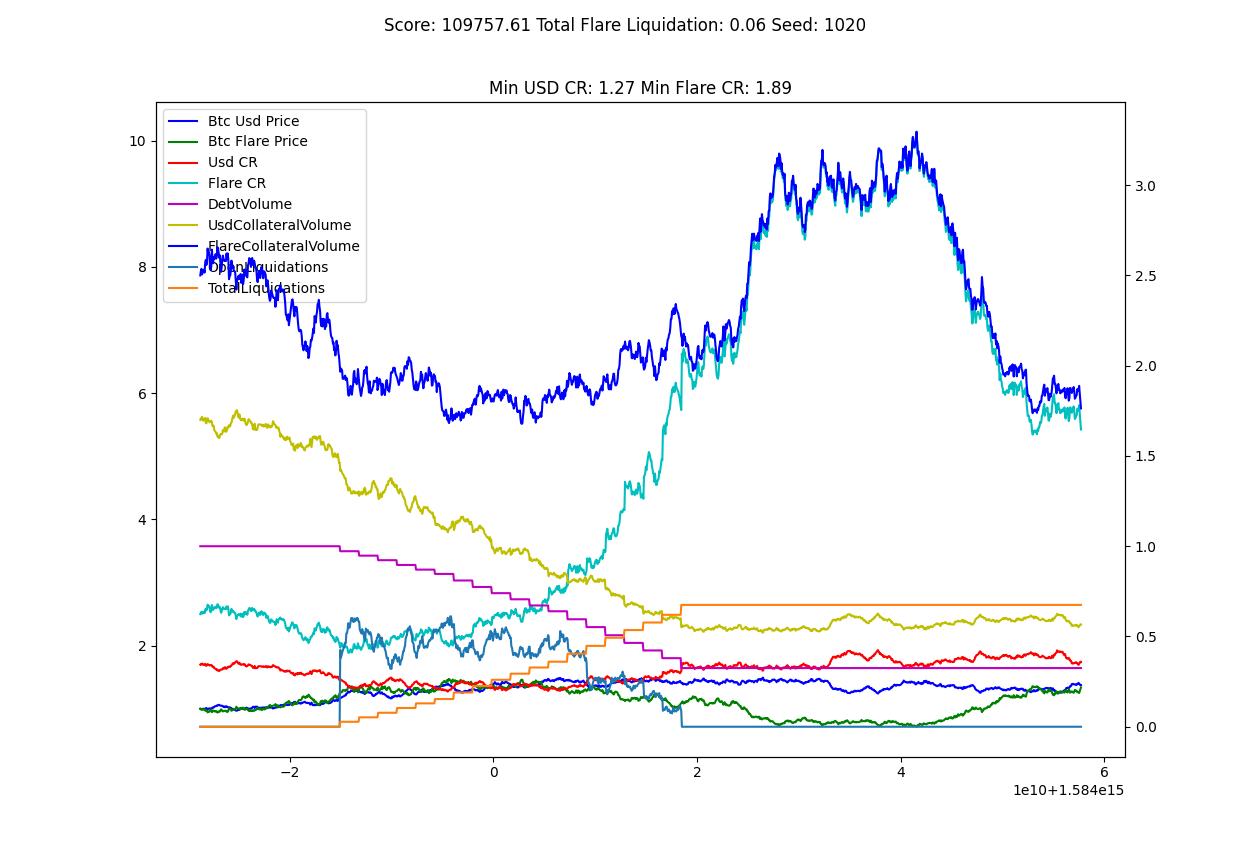 Score: 109757.61 Total Flare Liquidation: 0.06 Seed: 1020
Min USD CR: 1.27 Min Flare CR: 1.89
Btc Usd Price
Btc Flare Price
Usd CR
Flare CR
DebtVolume
UsdCollateralVolume
FlareCollateralVolume
OpenLiquidations
TotalLiquidations
10
8
6
4
2
3.0
2.5
2.0
1.5
1.0
0.5
0.0
−2
0
2
4
6
1e10+1.584e15